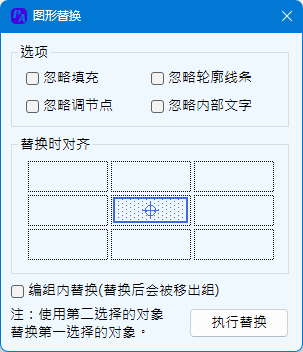 图形替换
选项
忽略填充
忽略轮廓线条
忽略调节点
忽略内部文字
替换时对齐
编组内替换(替换后会被移出组)
注：使用第二选择的对象
替换第一选择的对象。
执行替换